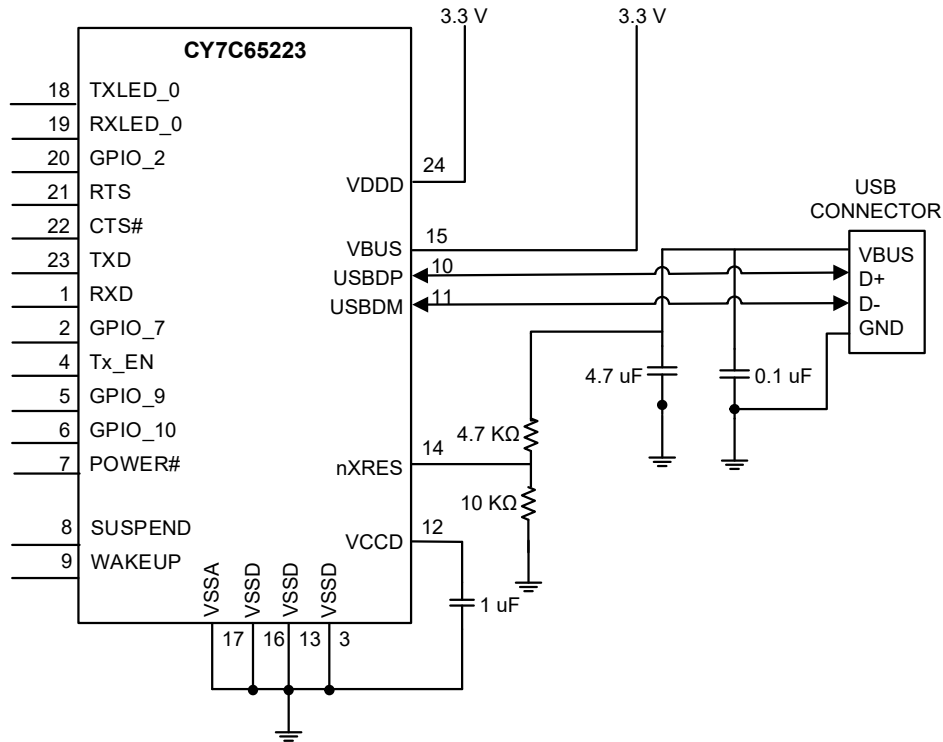 3.3 V
3.3 V
CY7C65223
18 TXLED_0
19 RXLED_0
20 GPIO_2
21 RTS
22 CTS#
23 TXD
1 RXD
2 GPIO_7
4 Tx_EN
5 GPIO_9
6 GPIO_10
7 POWER#
8 SUSPEND
9 WAKEUP
VDDD 24
VBUS 15
USBDP 10
USBDM 11
nXRES 14
VCCD 12
VSSA
VSSD
VSSD
VSSD
17
16
13
3
USB
CONNECTOR
VBUS
D+
D-
GND
4.7 uF
0.1 uF
4.7 KΩ
10 KΩ
1 uF